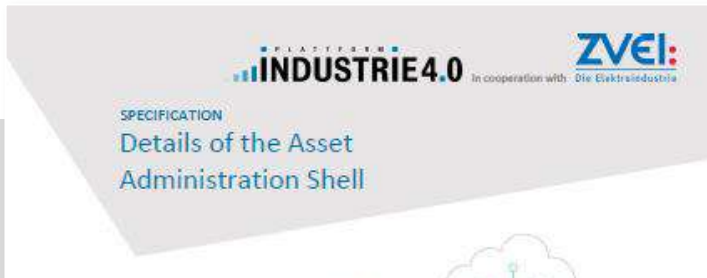 PLATTFORM
INDUSTRIE4.0 In cooperation with ZVEI:
Die Elektroindustrie
SPECIFICATION
Details of the Asset
Administration Shell